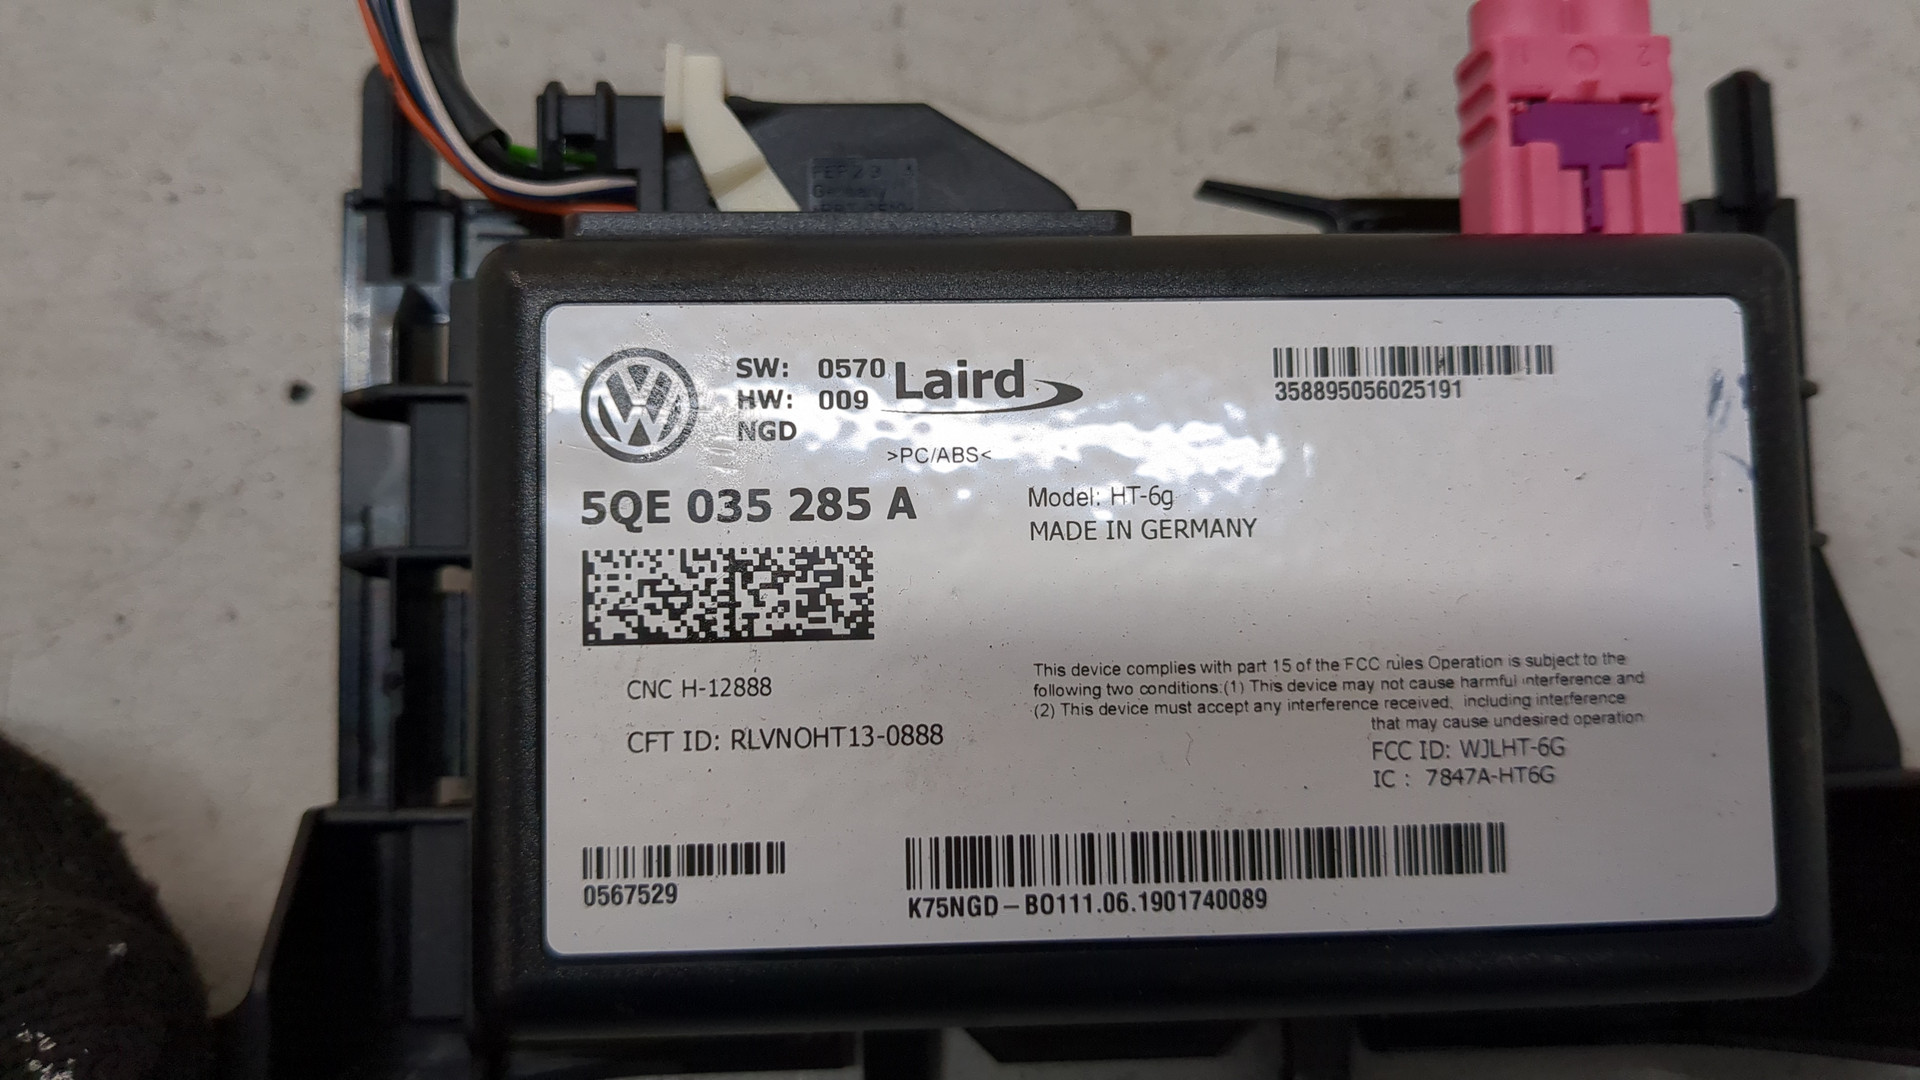 1 2
Germany
SW: 0570
HW: 009
NGD
Laird
>PC/ABS<
358895056025191
5QE 035 285 A
Model: HT-6g
MADE IN GERMANY
CNC H-12888
CFT ID: RLVNOHT13-0888
This device complies with part 15 of the FCC rules Operation is subject to the
following two conditions:(1) This device may not cause harmful interference and
(2) This device must accept any interference received, including interference
that may cause undesired operation
FCC ID: WJLHT-6G
IC : 7847A-HT6G
0567529
K75NGD-BO111.06.1901740089